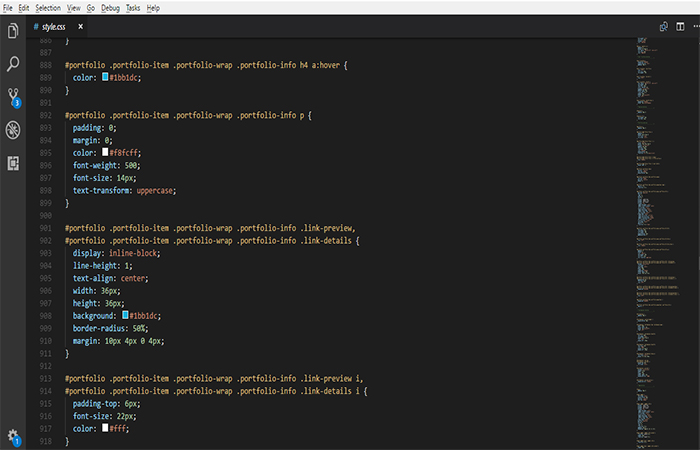 File Edit Selection View Go Debug Tasks Help
# style.css ×
886 }
887
888 #portfolio .portfolio-item .portfolio-wrap .portfolio-info h4 a:hover {
889 color: #1bb1dc;
890 }
891
892 #portfolio .portfolio-item .portfolio-wrap .portfolio-info p {
893 padding: 0;
894 margin: 0;
895 color: #f8fcff;
896 font-weight: 500;
897 font-size: 14px;
898 text-transform: uppercase;
899 }
900
901 #portfolio .portfolio-item .portfolio-wrap .portfolio-info .link-preview,
902 #portfolio .portfolio-item .portfolio-wrap .portfolio-info .link-details {
903 display: inline-block;
904 line-height: 1;
905 text-align: center;
906 width: 36px;
907 height: 36px;
908 background: #1bb1dc;
909 border-radius: 50%;
910 margin: 10px 4px 0 4px;
911 }
912
913 #portfolio .portfolio-item .portfolio-wrap .portfolio-info .link-preview i,
914 #portfolio .portfolio-item .portfolio-wrap .portfolio-info .link-details i {
915 padding-top: 6px;
916 font-size: 22px;
917 color: #fff;
918 }
3
1